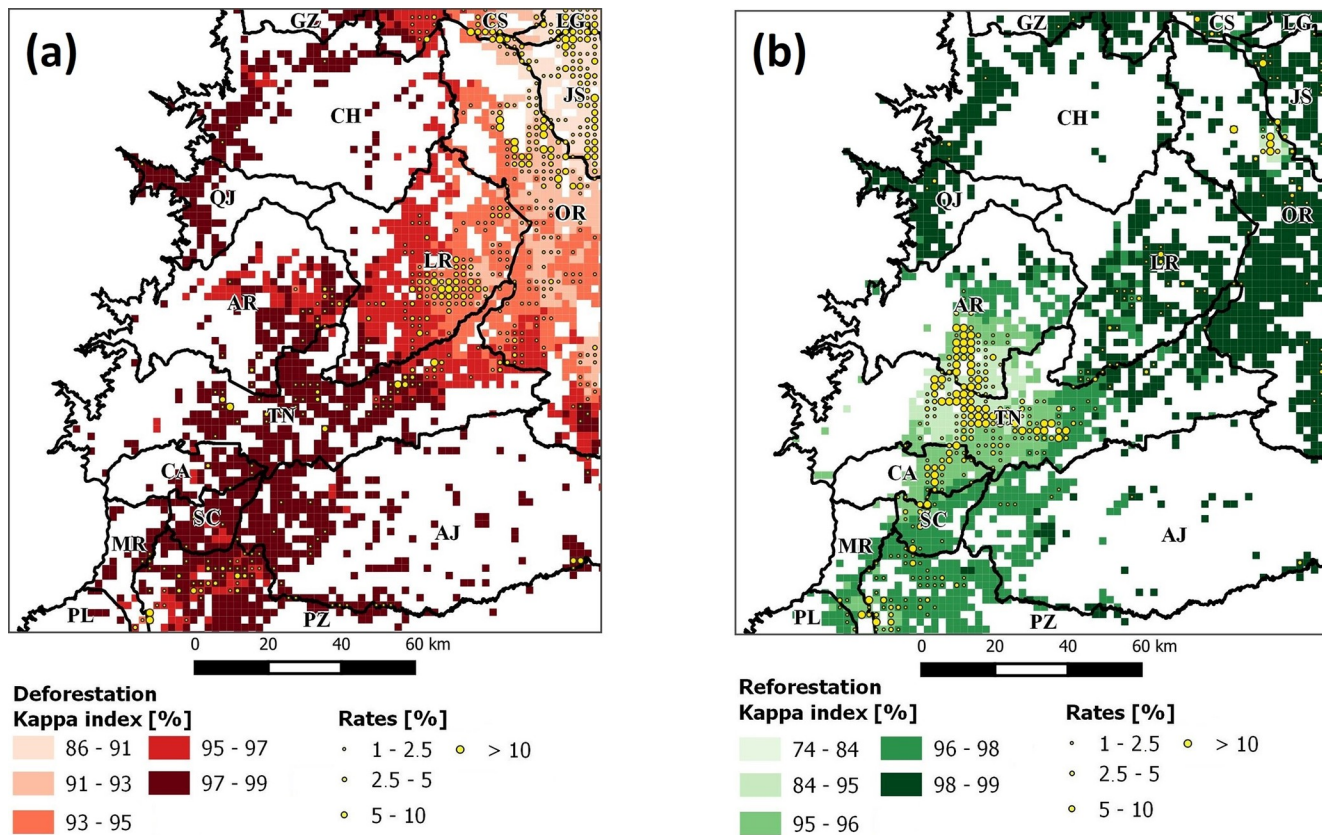 (a)
GZ
CS
LG
JS
CH
QJ
OR
LR
AR
TN
CA
SC
MR
AJ
PL
PZ
0 20 40 60 km
Deforestation
Kappa index [%]
86 - 91
91 - 93
93 - 95
95 - 97
97 - 99
Rates [%]
1 - 2.5
2.5 - 5
5 - 10
> 10
(b)
GZ
CS
LG
JS
CH
QJ
OR
LR
AR
TN
CA
SC
MR
AJ
PL
PZ
0 20 40 60 km
Reforestation
Kappa index [%]
74 - 84
84 - 95
95 - 96
96 - 98
98 - 99
Rates [%]
1 - 2.5
2.5 - 5
5 - 10
> 10